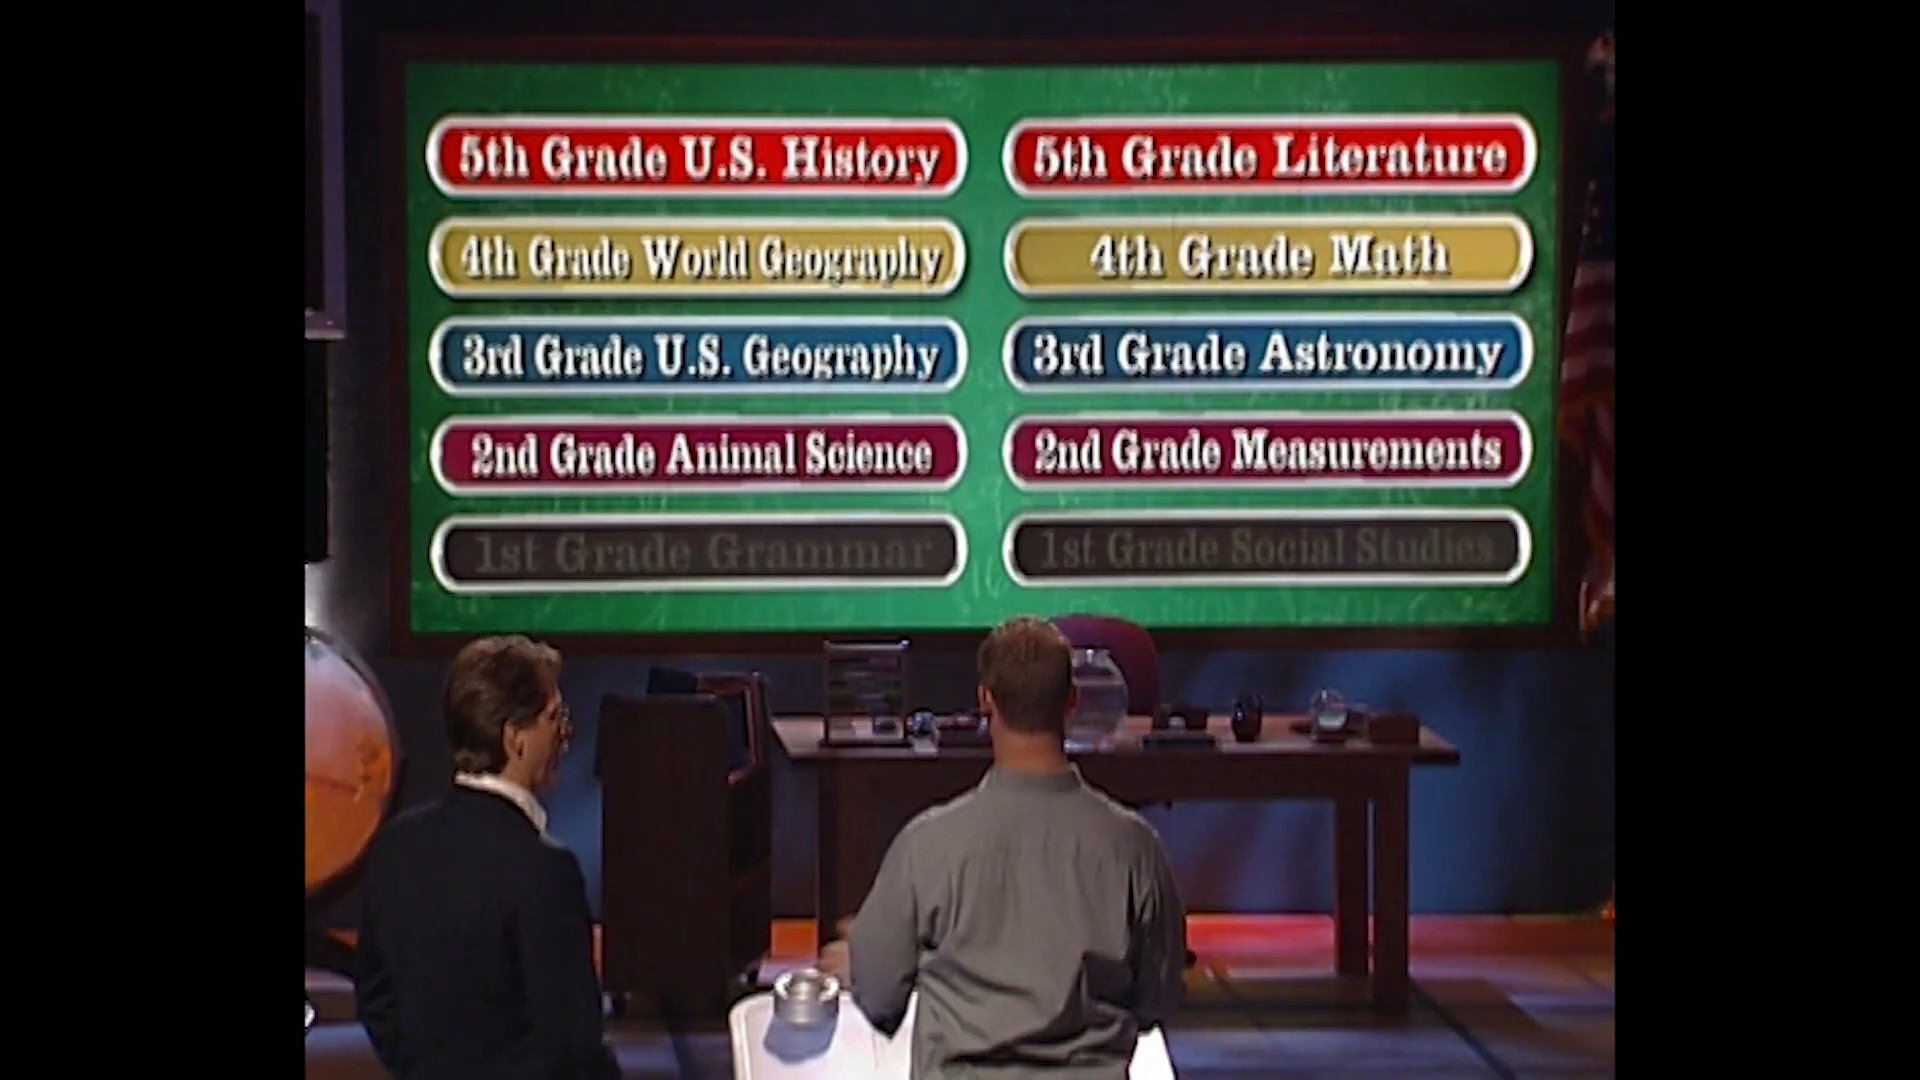 5th Grade U.S. History
5th Grade Literature
4th Grade World Geography
4th Grade Math
3rd Grade U.S. Geography
3rd Grade Astronomy
2nd Grade Animal Science
2nd Grade Measurements
1st Grade Grammar
1st Grade Social Studies